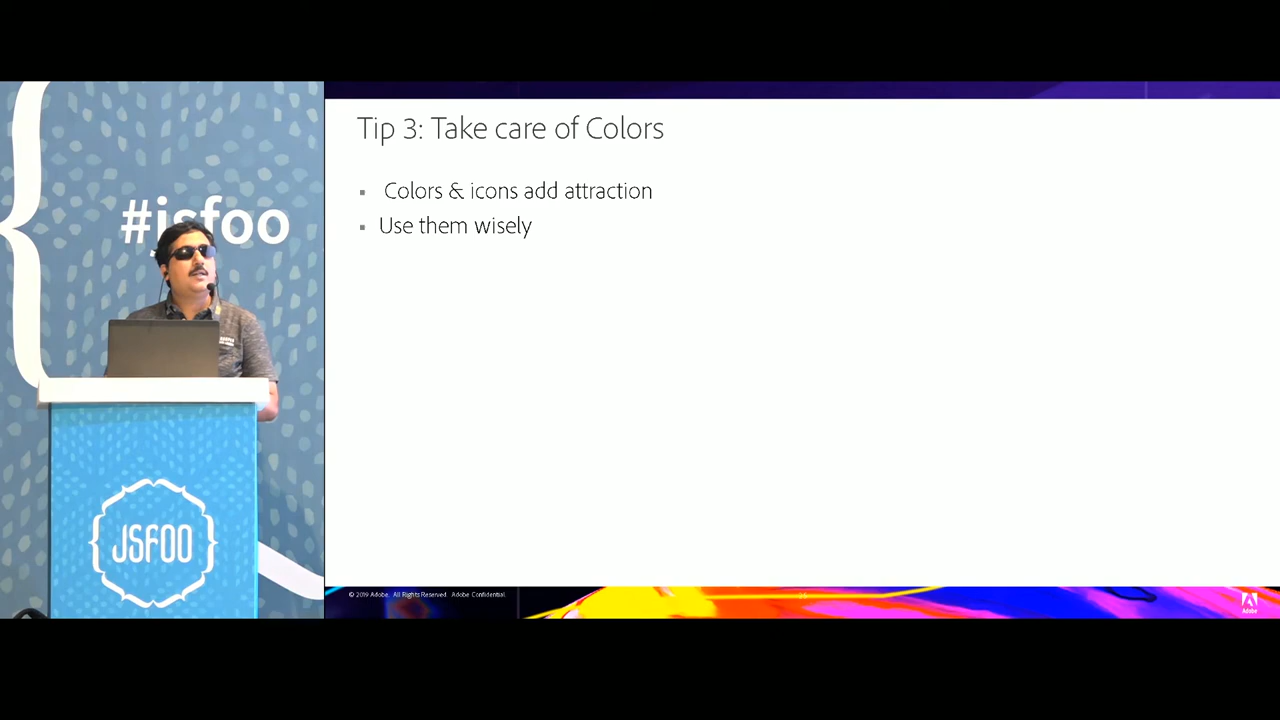 #jsfoo
JSFOO
Tip 3: Take care of Colors
Colors & icons add attraction
Use them wisely
© 2019 Adobe. All Rights Reserved. Adobe Confidential.
Adobe